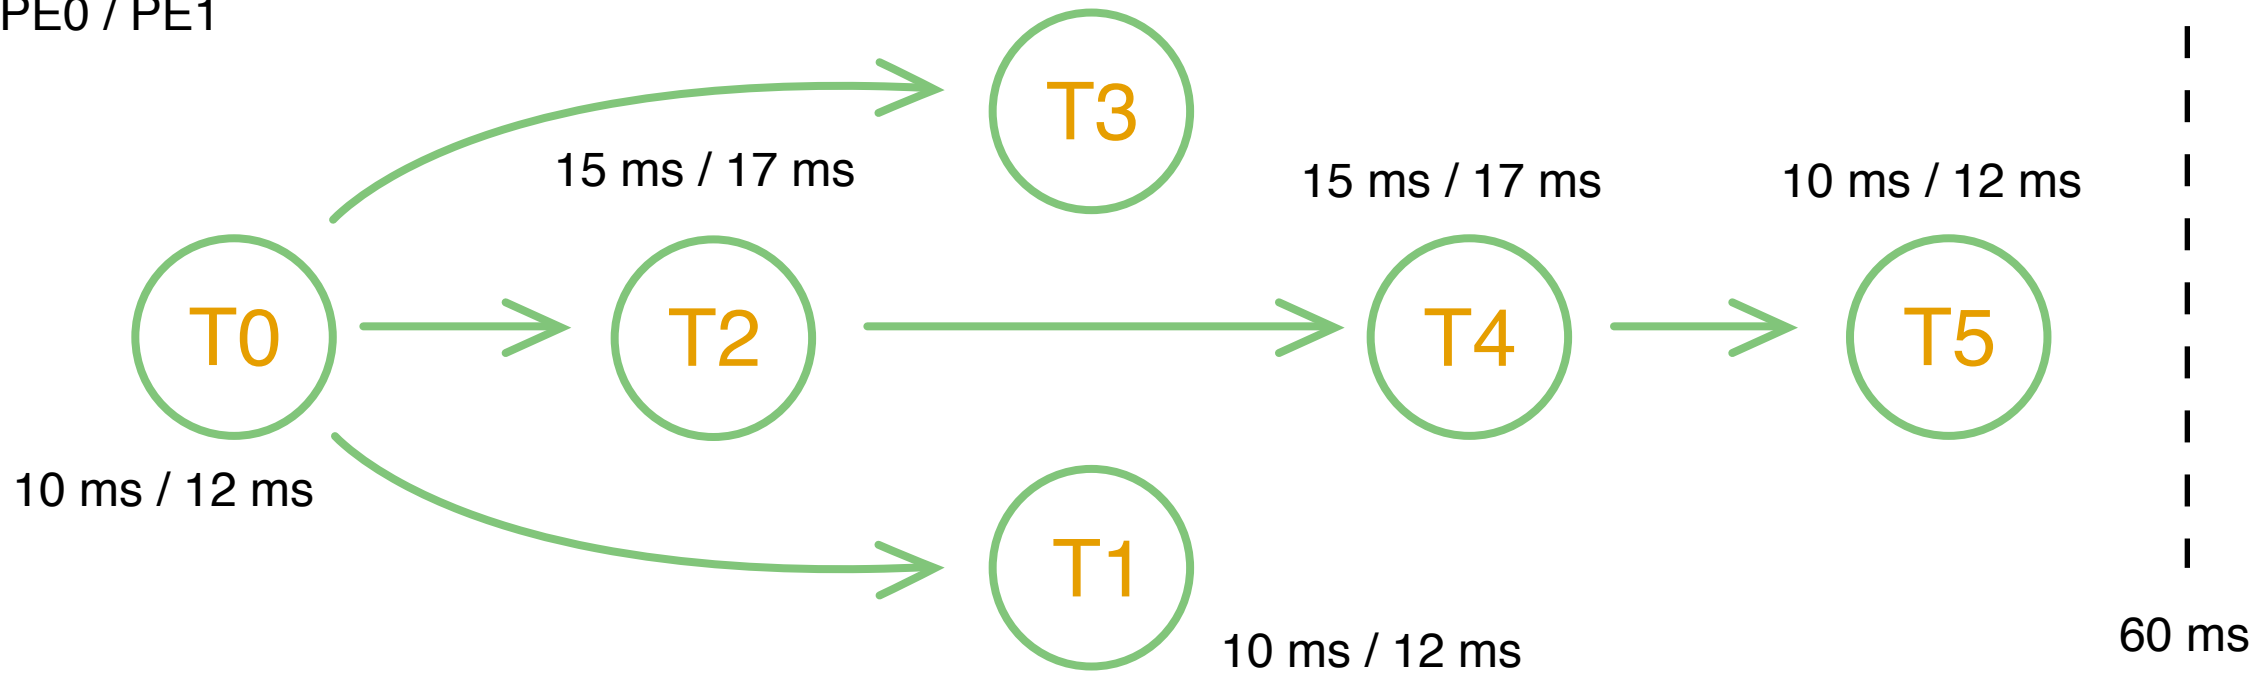 PE0 / PE1
T3
15 ms / 17 ms
15 ms / 17 ms
10 ms / 12 ms
T0
T2
T4
T5
10 ms / 12 ms
T1
10 ms / 12 ms
60 ms